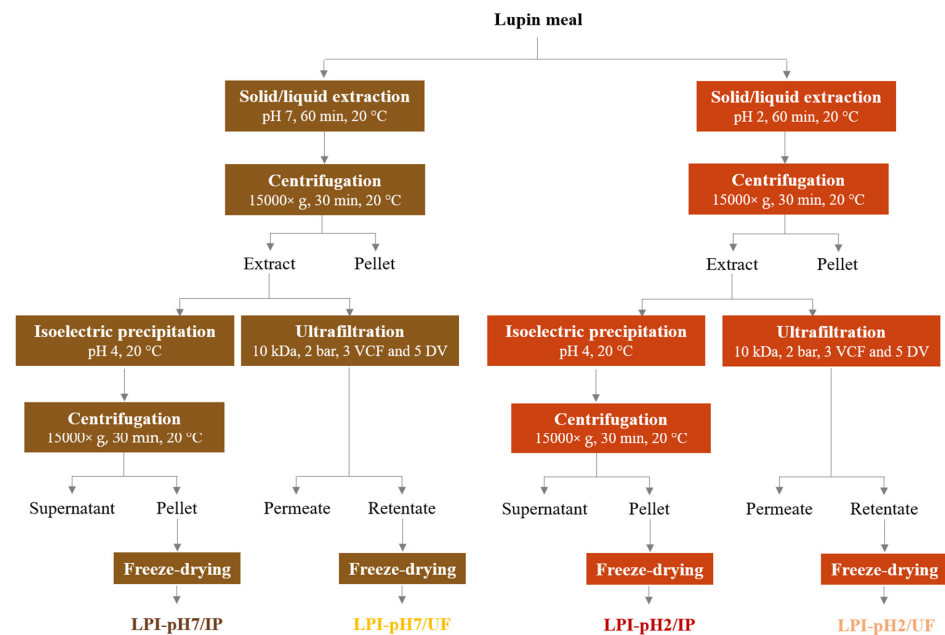 Lupin meal
Solid/liquid extraction
pH 7, 60 min, 20 °C
Solid/liquid extraction
pH 2, 60 min, 20 °C
Centrifugation
15000× g, 30 min, 20 °C
Centrifugation
15000× g, 30 min, 20 °C
Extract
Pellet
Extract
Pellet
Isoelectric precipitation
pH 4, 20 °C
Ultrafiltration
10 kDa, 2 bar, 3 VCF and 5 DV
Isoelectric precipitation
pH 4, 20 °C
Ultrafiltration
10 kDa, 2 bar, 3 VCF and 5 DV
Centrifugation
15000× g, 30 min, 20 °C
Centrifugation
15000× g, 30 min, 20 °C
Supernatant
Pellet
Permeate
Retentate
Supernatant
Pellet
Permeate
Retentate
Freeze-drying
Freeze-drying
Freeze-drying
Freeze-drying
LPI-pH7/IP
LPI-pH7/UF
LPI-pH2/IP
LPI-pH2/UF